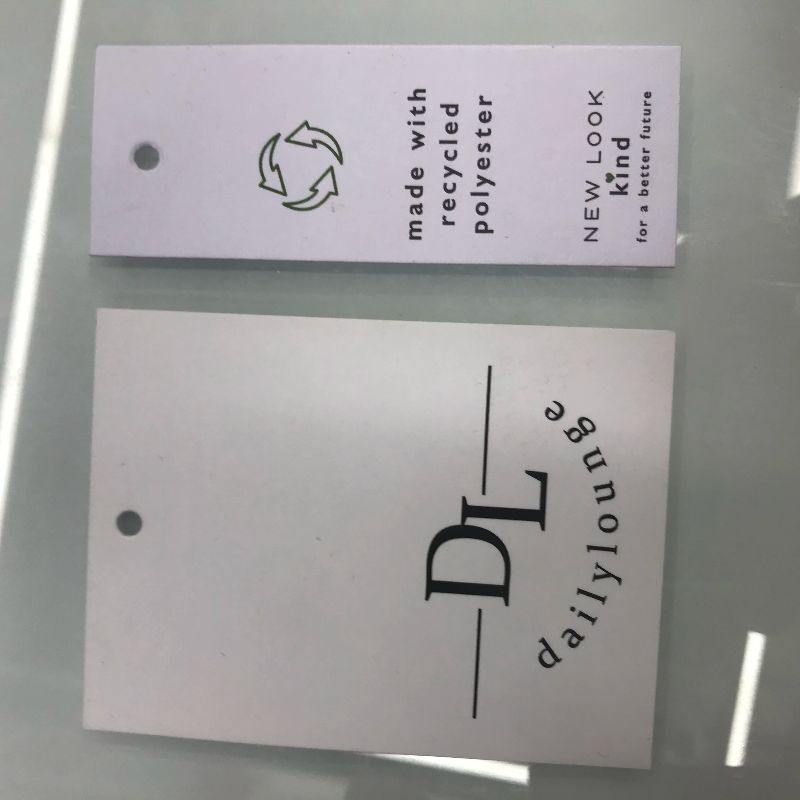 made with
recycled
polyester
NEW LOOK
kind
for a better future
DL
dailylounge